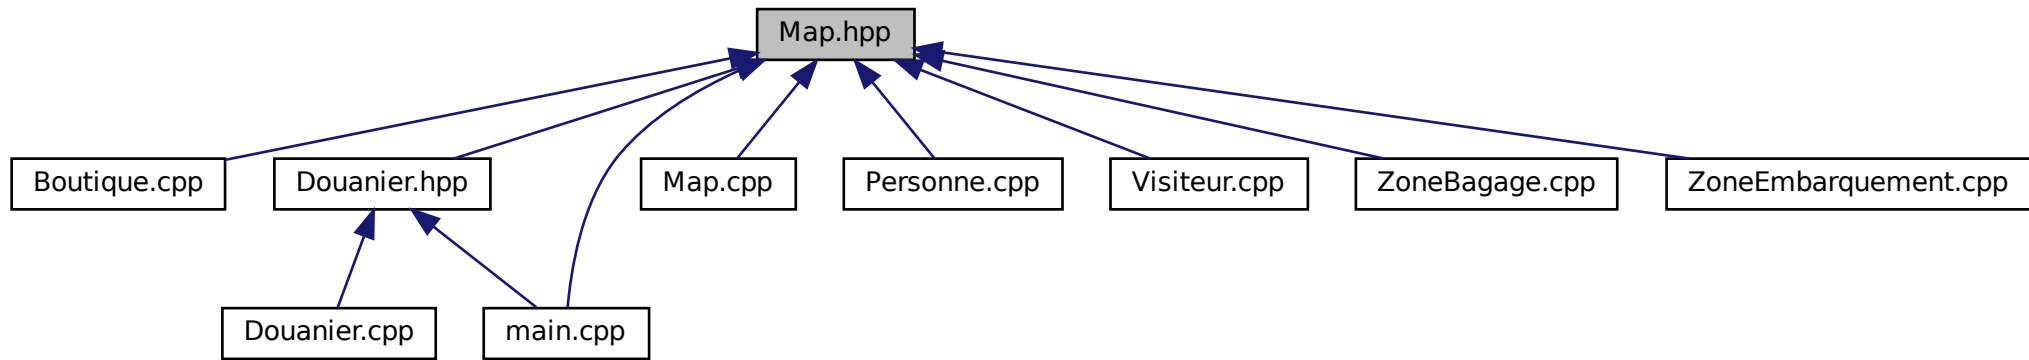 Map.hpp
Boutique.cpp
Douanier.hpp
Map.cpp
Personne.cpp
Visiteur.cpp
ZoneBagage.cpp
ZoneEmbarquement.cpp
Douanier.cpp
main.cpp